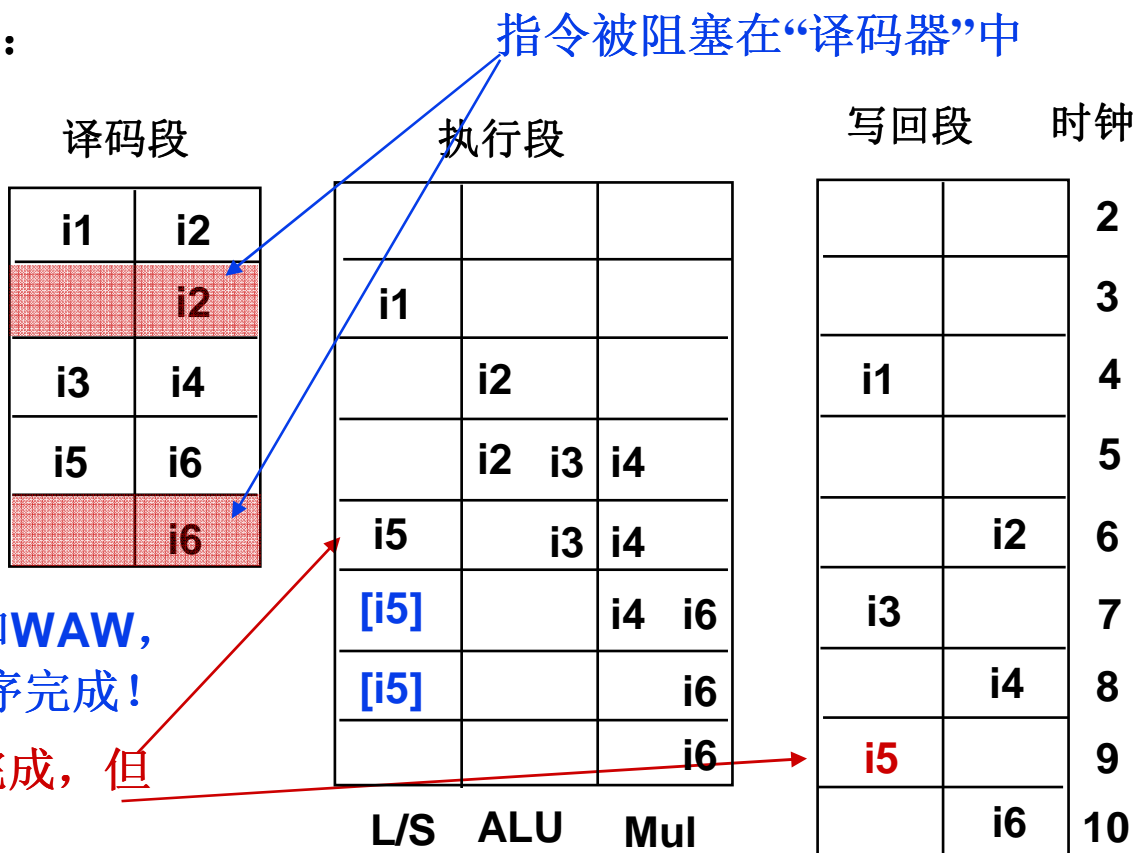 ：
指令被阻塞在“译码器”中
译码段 执行段 写回段 时钟
i1 i2 2
i2 i1 3
i3 i4 i2 i1 4
i5 i6 i2 i3 i4 5
i6 i5 i3 i4 i2 6
[i5] i4 i6 i3 7
WAW，
[i5] i6 i4 8
序完成！
i6 i5 9
完成，但
i6 10
L/S ALU Mul